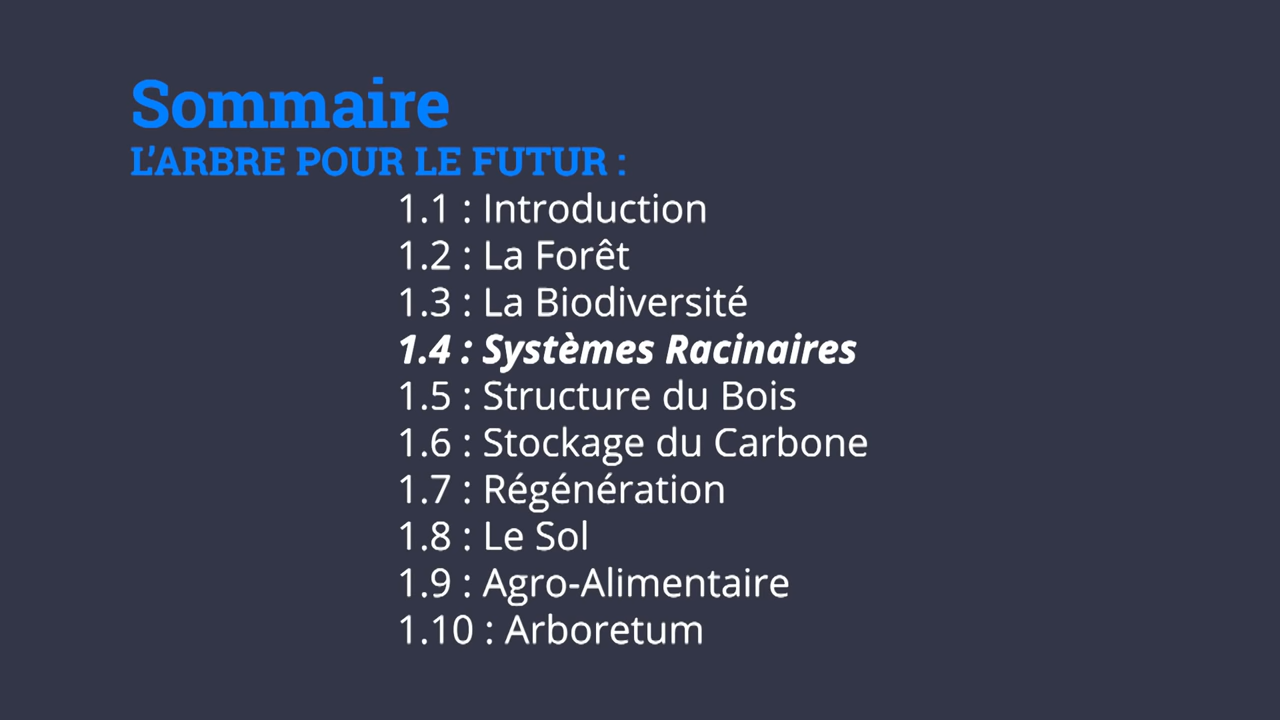 Sommaire
L'ARBRE POUR LE FUTUR :
1.1 : Introduction
1.2 : La Forêt
1.3 : La Biodiversité
1.4 : Systèmes Racinaires
1.5 : Structure du Bois
1.6 : Stockage du Carbone
1.7 : Régénération
1.8 : Le Sol
1.9 : Agro-Alimentaire
1.10 : Arboretum